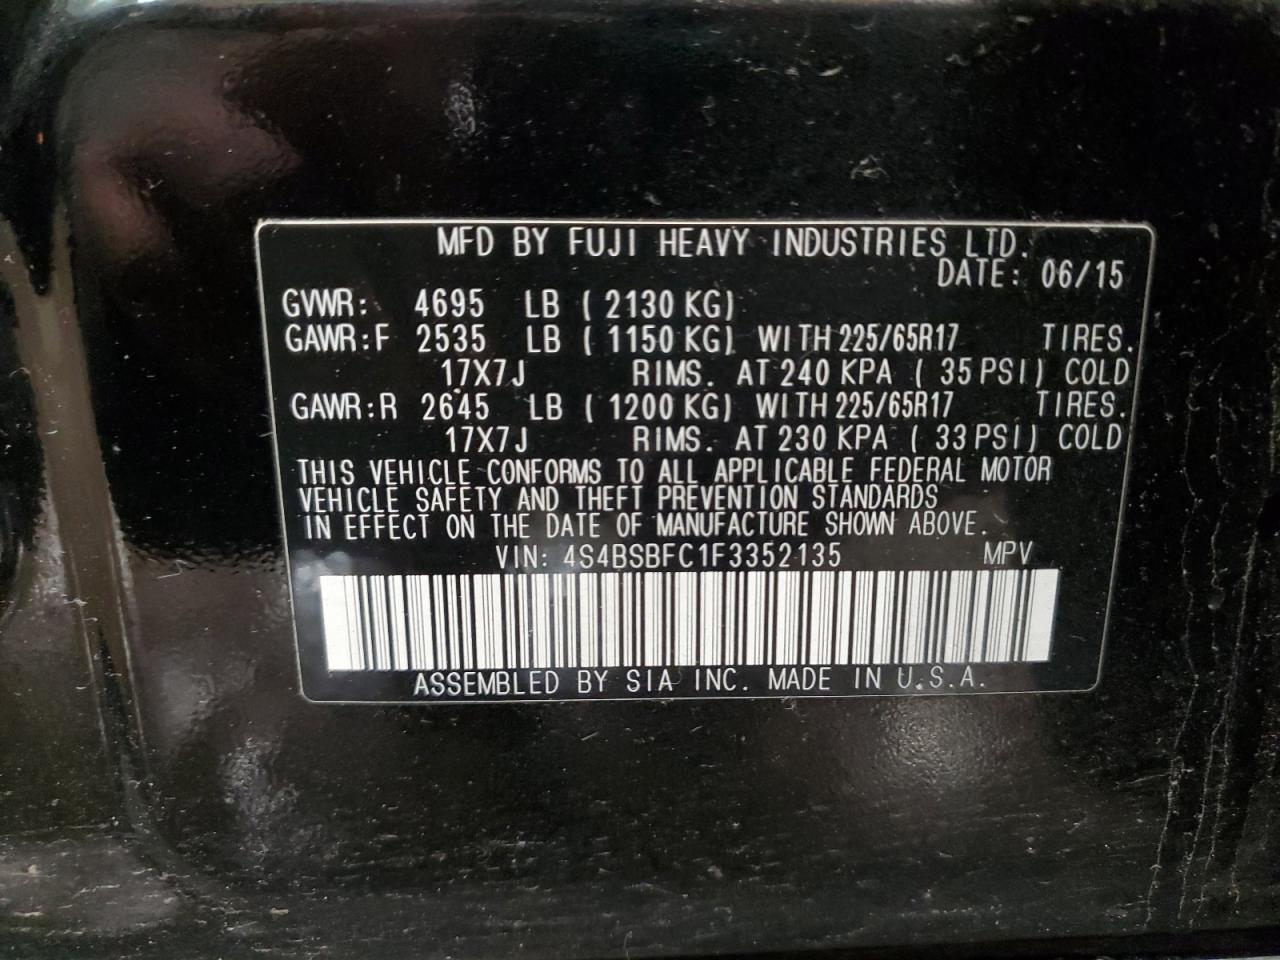 MFD BY FUJI HEAVY INDUSTRIES LTD.
DATE: 06/15
GVWR: 4695 LB ( 2130 KG)
GAWR:F 2535 LB ( 1150 KG) WITH 225/65R17 TIRES.
17X7J RIMS. AT 240 KPA ( 35 PSI) COLD
GAWR:R 2645 LB ( 1200 KG) WITH 225/65R17 TIRES.
17X7J RIMS. AT 230 KPA ( 33 PSI) COLD
THIS VEHICLE CONFORMS TO ALL APPLICABLE FEDERAL MOTOR
VEHICLE SAFETY AND THEFT PREVENTION STANDARDS
IN EFFECT ON THE DATE OF MANUFACTURE SHOWN ABOVE.
VIN: 4S4BSBFC1F3352135 MPV
ASSEMBLED BY SIA INC. MADE IN U.S.A.